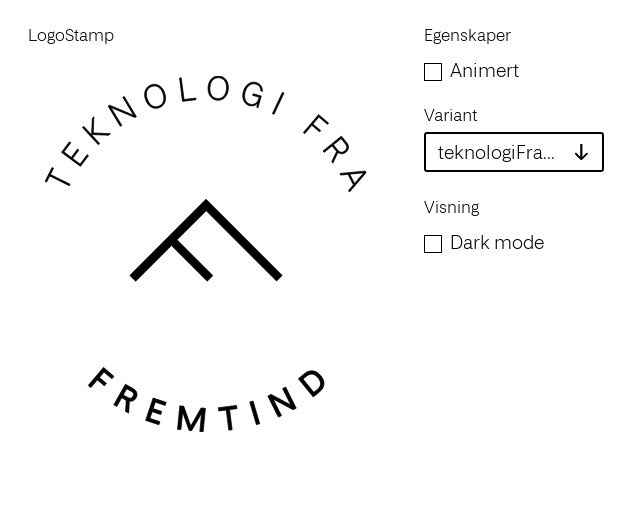 LogoStamp
TEKNOLOGI FRA
FREMTIND
Egenskaper
Animert
Variant
teknologiFra...
Visning
Dark mode